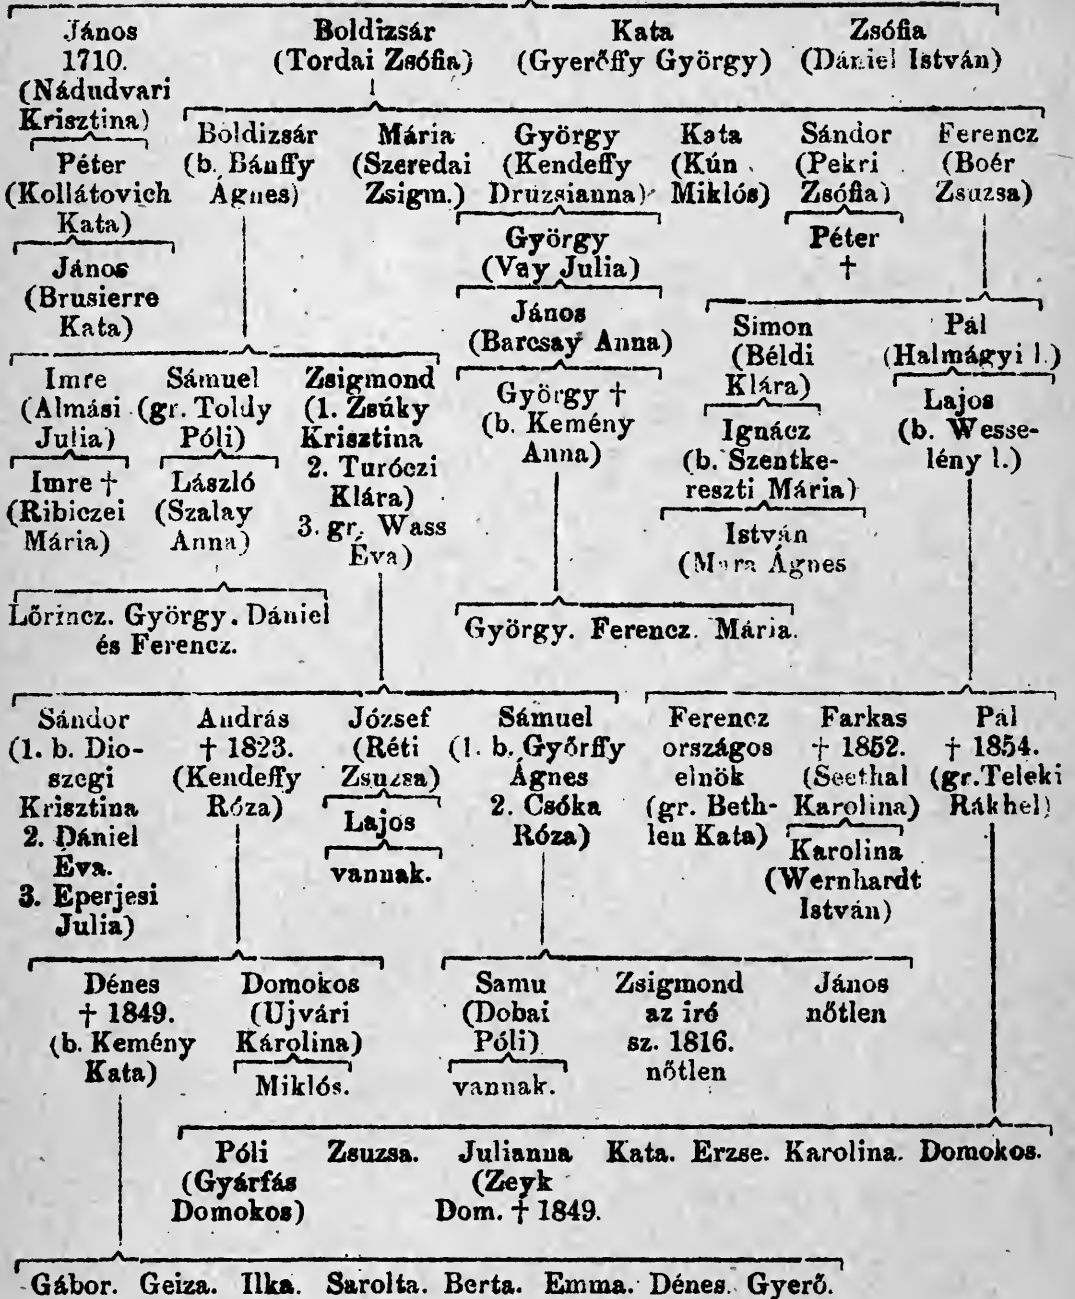 János Boldizsár Kata Zsófia
1710. (Tordai Zsófia) (Gyerőffy György) (Dániel István)
(Nádudvari
Krisztina)
Boldizsár Mária György Kata Sándor Ferencz
Péter (b. Bánffy (Szeredai (Kendeffy (Kún (Pekri (Boér
(Kollátovich Ágnes) Zsigm.) Druzsianna) Miklós) Zsófia) Zsuzsa)
Kata)
György Péter
János (Vay Julia) †
(Brusierre
Kata)
János Simon Pál
(Barcsay Anna) (Béldi (Halmágyi l.)
Klára)
Imre Sámuel Zsigmond György † Lajos
(Almási (gr. Toldy (1. Zsúky (b. Kemény Ignácz (b. Wesse-
Julia) Póli) Krisztina Anna) (b. Szentke- lény l.)
2. Turóczi reszti Mária)
Imre † László Klára)
(Ribiczei (Szalay 3. gr. Wass István
Mária) Anna) Éva) (Mara Ágnes
Lőrincz. György. Dániel György. Ferencz. Mária.
és Ferencz.
Sándor András József Sámuel Ferencz Farkas Pál
(1. b. Dio- † 1823. (Réti (1. b. Győrffy országos † 1852. † 1854.
szegi (Kendeffy Zsuzsa) Ágnes elnök (Seethal (gr. Teleki
Krisztina Róza) 2. Csóka (gr. Beth- Karolina) Rákhel)
2. Dániel Lajos Róza) len Kata) Karolina
Éva. vannak. (Wernhardt
3. Eperjesi István)
Julia)
Dénes Domokos Samu Zsigmond János
† 1849. (Ujvári (Dobai az iró nőtlen
(b. Kemény Károlina) Póli) sz. 1816.
Kata) Miklós. vannak. nőtlen
Póli Zsuzsa. Julianna Kata. Erzse. Karolina. Domokos.
(Gyárfás (Zeyk
Domokos) Dom. † 1849.
Gábor. Geiza. Ilka. Sarolta. Berta. Emma. Dénes. Gyerő.